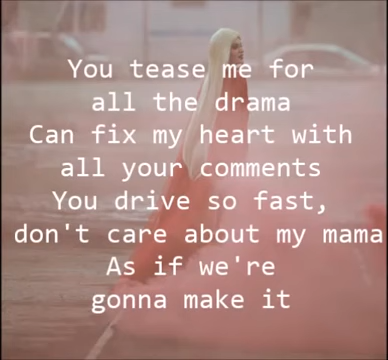 You tease me for
all the drama
Can fix my heart with
all your comments
You drive so fast,
don't care about my mama
As if we're
gonna make it